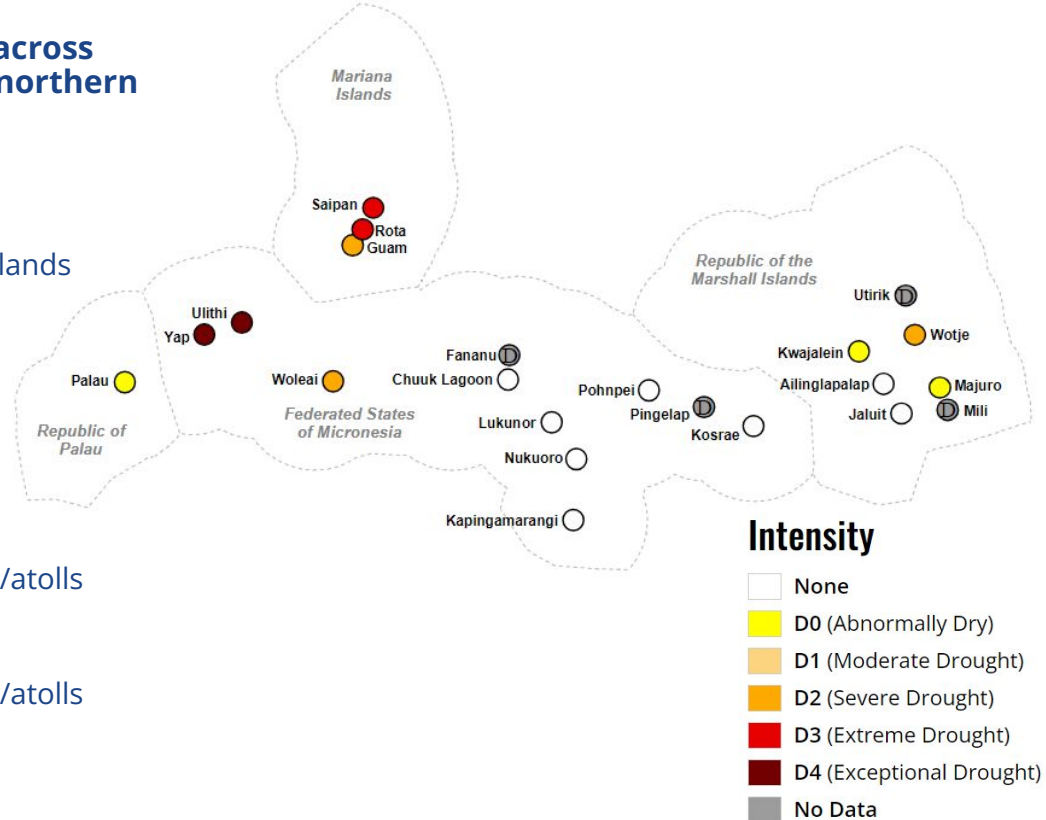 across
northern
lands
/atolls
/atolls
Mariana
Islands
Saipan
Rota
Guam
Republic of the
Marshall Islands
Utirik
D
Ulithi
Yap
Wotje
Kwajalein
Fananu
D
Palau
Woleai
Chuuk Lagoon
Ailinglapalap
Majuro
Pohnpei
Pingelap
D
Jaluit
D
Mili
Federated States
of Micronesia
Lukunor
Kosrae
Republic of
Palau
Nukuoro
Kapingamarangi
Intensity
None
D0 (Abnormally Dry)
D1 (Moderate Drought)
D2 (Severe Drought)
D3 (Extreme Drought)
D4 (Exceptional Drought)
No Data